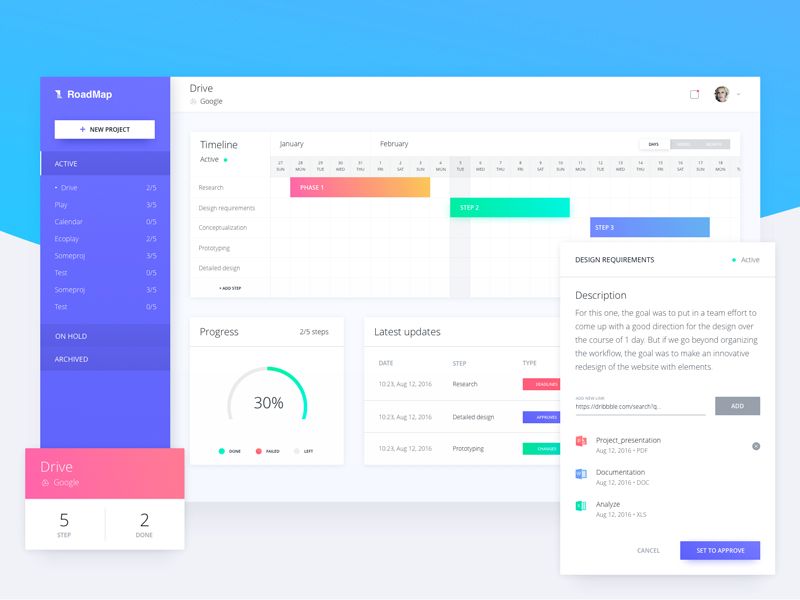 RoadMap
+ NEW PROJECT
ACTIVE
• Drive 2/5
Play 3/5
Calendar 0/5
Ecoplay 2/5
Someproj 3/5
Test 0/5
Someproj 3/5
Test 0/5
ON HOLD
ARCHIVED
Drive
Google
Timeline
Active
January February
DAYS WEEKS MONTH
27 28 29 30 31 1 2 3 4 5 6 7 8 9 10 11 12 13 14 15 16 17 18
SUN MON TUE WED THU FRI SAT SUN MON TUE WED THU FRI SAT SUN MON
Research PHASE 1
Design requirements STEP 2
Conceptualization STEP 3
Prototyping
Detailed design
+ ADD STEP
Progress 2/5 steps
30%
DONE FAILED LEFT
Latest updates
DATE STEP TYPE
10:23, Aug 12, 2016 Research DEADLINES
10:23, Aug 12, 2016 Detailed design APPROVES
10:23, Aug 12, 2016 Prototyping CHANGES
Drive
Google
5 2
STEP DONE
DESIGN REQUIREMENTS Active
Description
For this one, the goal was to put in a team effort to
come up with a good direction for the design over
the course of 1 day. But if we go beyond organizing
the workflow, the goal was to make an innovative
redesign of the website with elements.
ADD NEW LINK
https://dribbble.com/search?q... ADD
Project_presentation
Aug 12, 2016 • PDF
Documentation
Aug 12, 2016 • DOC
Analyze
Aug 12, 2016 • XLS
CANCEL SET TO APPROVE